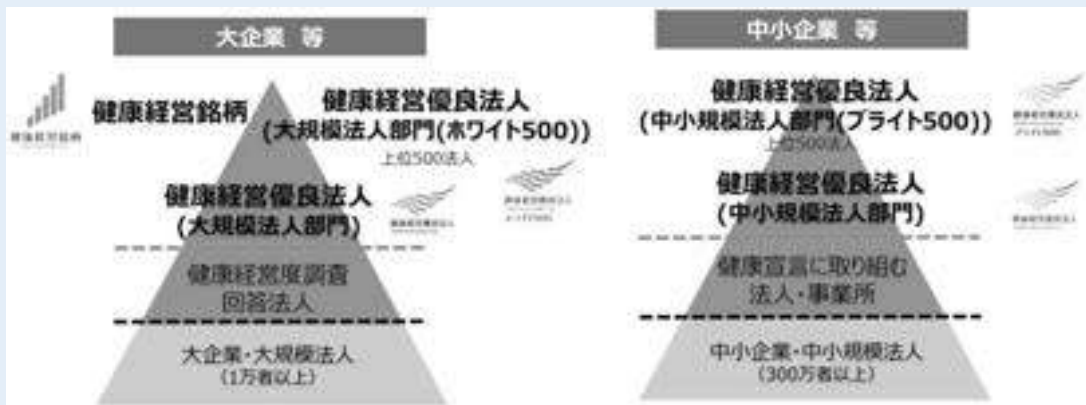 大企業 等
健康経営銘柄
健康経営優良法人
(大規模法人部門(ホワイト500))
上位500法人
健康経営優良法人
(大規模法人部門)
健康経営度調査
回答法人
大企業・大規模法人
(1万者以上)
中小企業 等
健康経営優良法人
(中小規模法人部門(ブライト500))
上位500法人
健康経営優良法人
(中小規模法人部門)
健康宣言に取り組む
法人・事業所
中小企業・中小規模法人
(300万者以上)